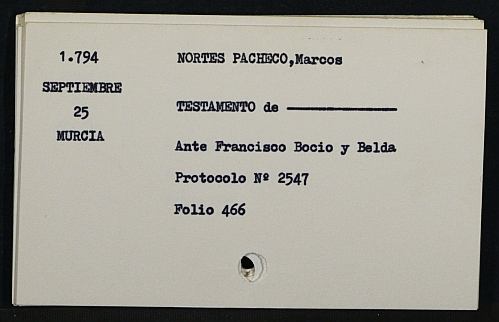 1.794
SEPTIEMBRE
25
MURCIA
NORTES PACHECO,Marcos
TESTAMENTO de ————————
Ante Francisco Bocio y Belda
Protocolo Nº 2547
Folio 466